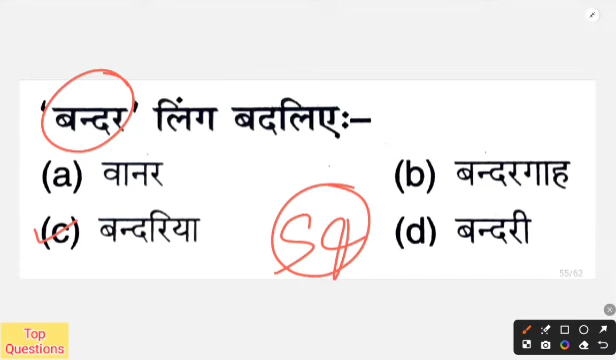 'बन्दर' लिंग बदलिएः–
(a) वानर (b) बन्दरगाह
(c) बन्दरिया (d) बन्दरी
55/62
Top
Questions